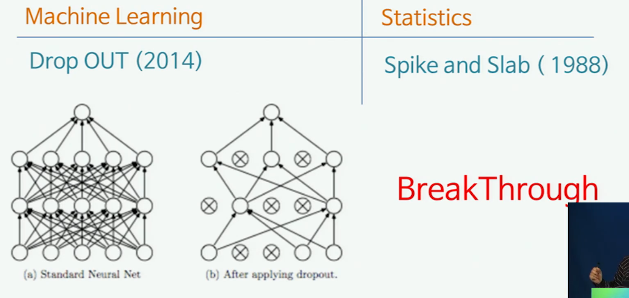 Machine Learning
Statistics
Drop OUT (2014)
Spike and Slab ( 1988)
BreakThrough
(a) Standard Neural Net
(b) After applying dropout.